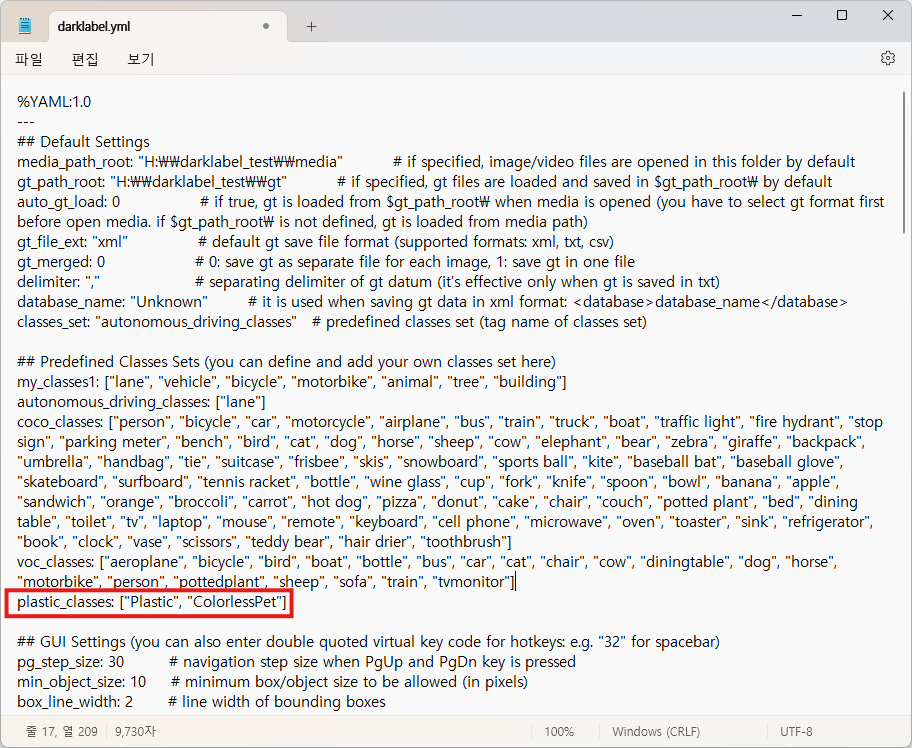 darklabel.yml
파일 편집 보기
%YAML:1.0
---
## Default Settings
media_path_root: "H:₩₩darklabel_test₩₩media" # if specified, image/video files are opened in this folder by default
gt_path_root: "H:₩₩darklabel_test₩₩gt" # if specified, gt files are loaded and saved in $gt_path_root₩ by default
auto_gt_load: 0 # if true, gt is loaded from $gt_path_root₩ when media is opened (you have to select gt format first
before open media. if $gt_path_root₩ is not defined, gt is loaded from media path)
gt_file_ext: "xml" # default gt save file format (supported formats: xml, txt, csv)
gt_merged: 0 # 0: save gt as separate file for each image, 1: save gt in one file
delimiter: "," # separating delimiter of gt datum (it's effective only when gt is saved in txt)
database_name: "Unknown" # it is used when saving gt data in xml format: <database>database_name</database>
classes_set: "autonomous_driving_classes" # predefined classes set (tag name of classes set)
## Predefined Classes Sets (you can define and add your own classes set here)
my_classes1: ["lane", "vehicle", "bicycle", "motorbike", "animal", "tree", "building"]
autonomous_driving_classes: ["lane"]
coco_classes: ["person", "bicycle", "car", "motorcycle", "airplane", "bus", "train", "truck", "boat", "traffic light", "fire hydrant", "stop
sign", "parking meter", "bench", "bird", "cat", "dog", "horse", "sheep", "cow", "elephant", "bear", "zebra", "giraffe", "backpack",
"umbrella", "handbag", "tie", "suitcase", "frisbee", "skis", "snowboard", "sports ball", "kite", "baseball bat", "baseball glove",
"skateboard", "surfboard", "tennis racket", "bottle", "wine glass", "cup", "fork", "knife", "spoon", "bowl", "banana", "apple",
"sandwich", "orange", "broccoli", "carrot", "hot dog", "pizza", "donut", "cake", "chair", "couch", "potted plant", "bed", "dining
table", "toilet", "tv", "laptop", "mouse", "remote", "keyboard", "cell phone", "microwave", "oven", "toaster", "sink", "refrigerator",
"book", "clock", "vase", "scissors", "teddy bear", "hair drier", "toothbrush"]
voc_classes: ["aeroplane", "bicycle", "bird", "boat", "bottle", "bus", "car", "cat", "chair", "cow", "diningtable", "dog", "horse",
"motorbike", "person", "pottedplant", "sheep", "sofa", "train", "tvmonitor"]
plastic_classes: ["Plastic", "ColorlessPet"]
## GUI Settings (you can also enter double quoted virtual key code for hotkeys: e.g. "32" for spacebar)
pg_step_size: 30 # navigation step size when PgUp and PgDn key is pressed
min_object_size: 10 # minimum box/object size to be allowed (in pixels)
box_line_width: 2 # line width of bounding boxes
줄 17, 열 209 9,730자 100% Windows (CRLF) UTF-8